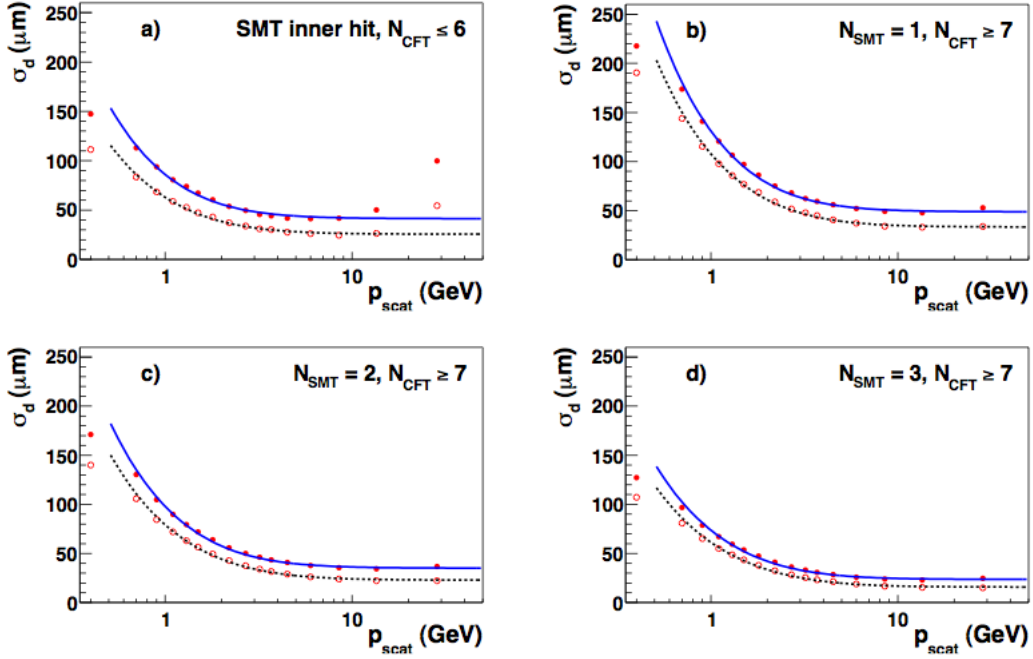 a) SMT inner hit, N_CFT ≤ 6
σ_d (μm)
250
200
150
100
50
0
1 10
p_scat (GeV)
b) N_SMT = 1, N_CFT ≥ 7
σ_d (μm)
250
200
150
100
50
0
1 10
p_scat (GeV)
c) N_SMT = 2, N_CFT ≥ 7
σ_d (μm)
250
200
150
100
50
0
1 10
p_scat (GeV)
d) N_SMT = 3, N_CFT ≥ 7
σ_d (μm)
250
200
150
100
50
0
1 10
p_scat (GeV)